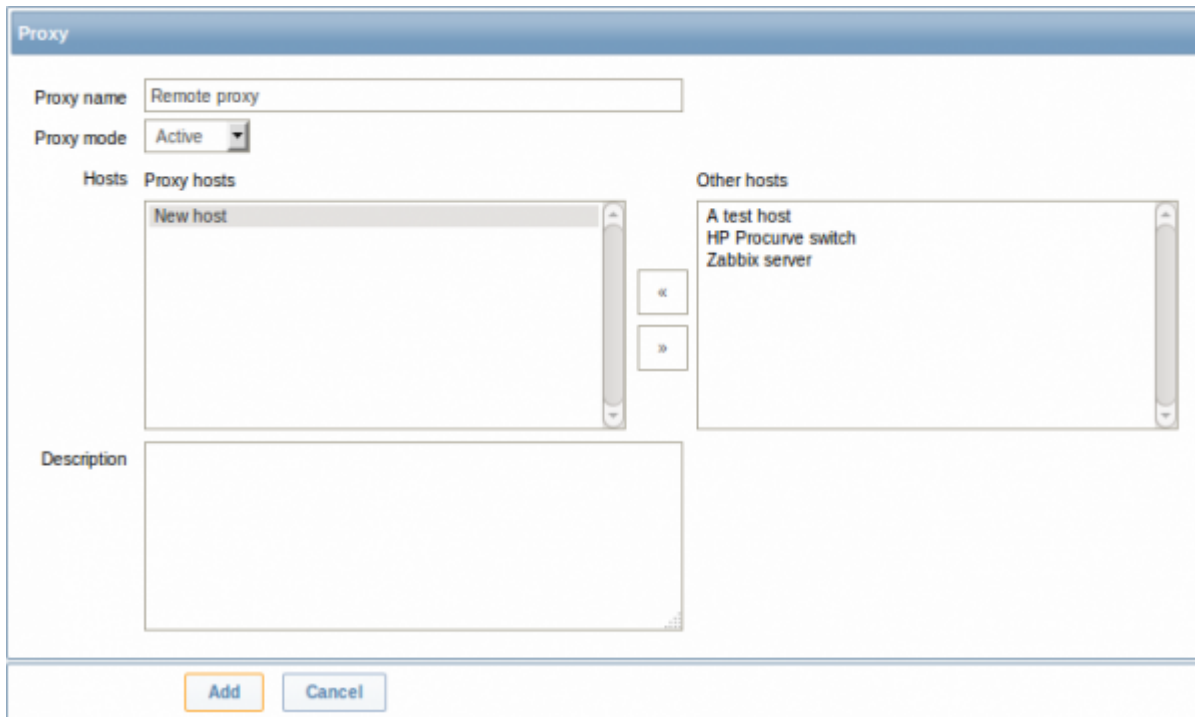 Proxy
Proxy name Remote proxy
Proxy mode Active
Hosts Proxy hosts Other hosts
New host A test host
HP Procurve switch
Zabbix server
«
»
Description
Add Cancel